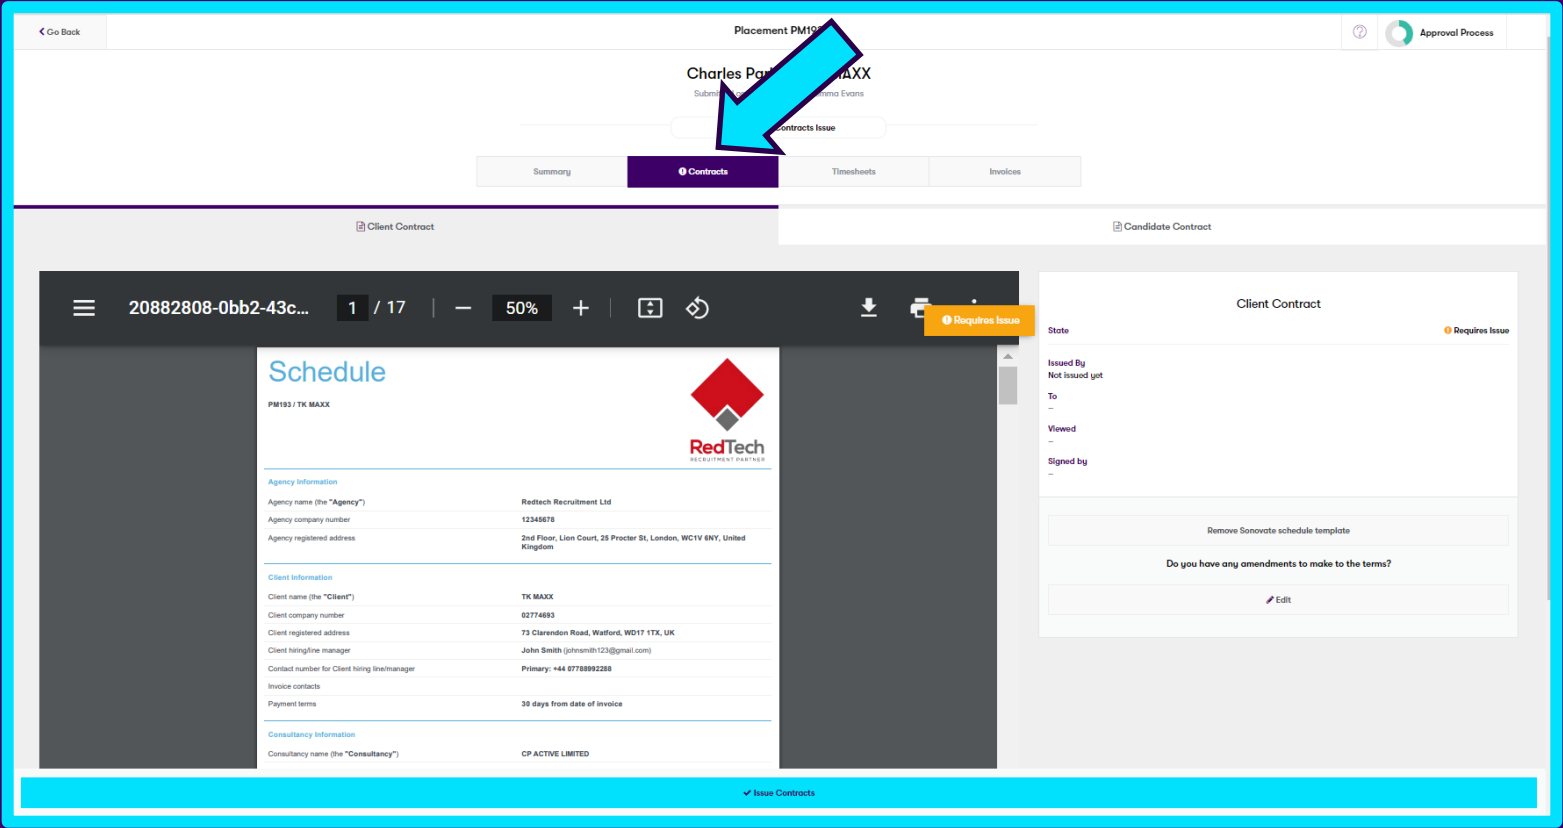 Go Back
Placement PM193
Approval Process
Charles Par MAXX
Submitted Emma Evans
Contracts Issue
Summary
Contracts
Timesheets
Invoices
Client Contract
Candidate Contract
20882808-0bb2-43c...
1 / 17
50%
Requires Issue
Schedule
PM193 / TK MAXX
RedTech
RECRUITMENT PARTNER
Agency Information
Agency name (the "Agency") Redtech Recruitment Ltd
Agency company number 12345678
Agency registered address 2nd Floor, Lion Court, 25 Procter St, London, WC1V 6NY, United
Kingdom
Client Information
Client name (the "Client") TK MAXX
Client company number 02774693
Client registered address 73 Clarendon Road, Watford, WD17 1TX, UK
Client hiring/line manager John Smith (johnsmith123@gmail.com)
Contact number for Client hiring line/manager Primary: +44 07788992288
Invoice contacts
Payment terms 30 days from date of invoice
Consultancy Information
Consultancy name (the "Consultancy") CP ACTIVE LIMITED
Client Contract
State Requires Issue
Issued By
Not issued yet
To
–
Viewed
–
Signed by
–
Remove Sonovate schedule template
Do you have any amendments to make to the terms?
Edit
Issue Contracts